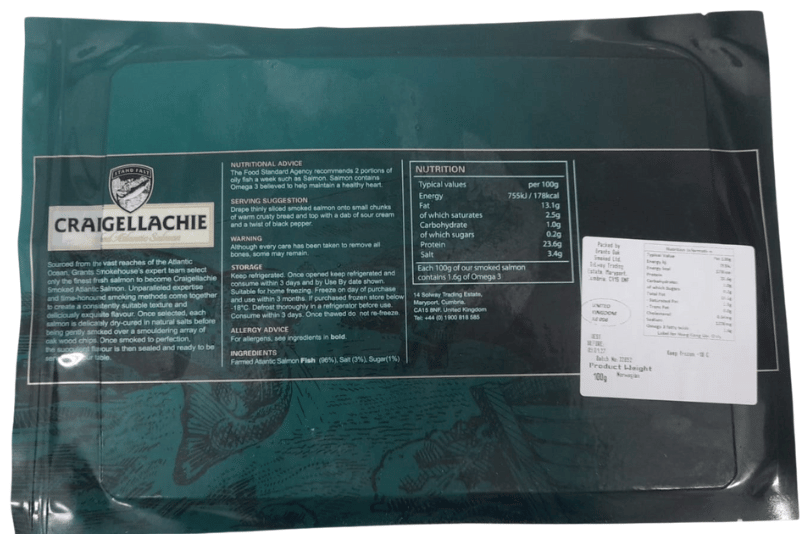 STAND FAST
CRAIGELLACHIE
Sourced from the vast reaches of the Atlantic
Ocean, Grants Smokehouse's expert team select
only the finest fresh salmon to become Craigellachie
Smoked Atlantic Salmon. Unparalleled expertise
and time-honoured smoking methods come together
to create a consistently suitable texture and
deliciously exquisite flavour. Once selected, each
salmon is delicately dry-cured in natural salts before
being gently smoked over a smouldering array of
oak wood chips. Once smoked to perfection,
the succulent flavour is then sealed and ready to be
your table.
NUTRITIONAL ADVICE
The Food Standard Agency recommends 2 portions of
oily fish a week such as Salmon. Salmon contains
Omega 3 believed to help maintain a healthy heart.
SERVING SUGGESTION
Drape thinly sliced smoked salmon onto small chunks
of warm crusty bread and top with a dab of sour cream
and a twist of black pepper.
WARNING
Although every care has been taken to remove all
bones, some may remain.
STORAGE
Keep refrigerated. Once opened keep refrigerated and
consume within 3 days and by Use By date shown.
Suitable for home freezing. Freeze on day of purchase
and use within 3 months. If purchased frozen store below
-18°C. Defrost thoroughly in a refrigerator before use.
Consume within 3 days. Once thawed do not re-freeze.
ALLERGY ADVICE
For allergens, see ingredients in bold.
INGREDIENTS
Farmed Atlantic Salmon Fish (96%), Salt (3%), Sugar(1%)
NUTRITION
Typical values per 100g
Energy 755kJ / 178kcal
Fat 13.1g
of which saturates 2.5g
Carbohydrate 1.0g
of which sugars 0.2g
Protein 23.6g
Salt 3.4g
Each 100g of our smoked salmon
contains 1.6g of Omega 3
14 Solway Trading Estate,
Maryport, Cumbria.
CA15 8NF, United Kingdom
Tel: +44 (0) 1900 816 585
Packed by
Grants Oak
Smoked Ltd.
Solway Trading
Estate Maryport
Keep Frozen -18 C
Batch No.
Product Weight
100g Norwegian